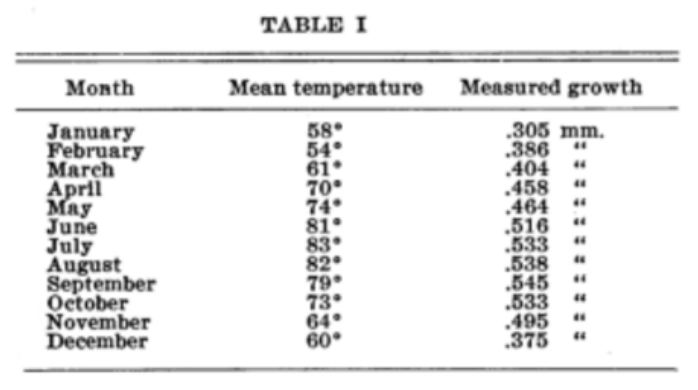 TABLE I
Month Mean temperature Measured growth
January 58° .305 mm.
February 54° .386 “
March 61° .404 “
April 70° .458 “
May 74° .464 “
June 81° .516 “
July 83° .533 “
August 82° .538 “
September 79° .545 “
October 73° .533 “
November 64° .495 “
December 60° .375 “